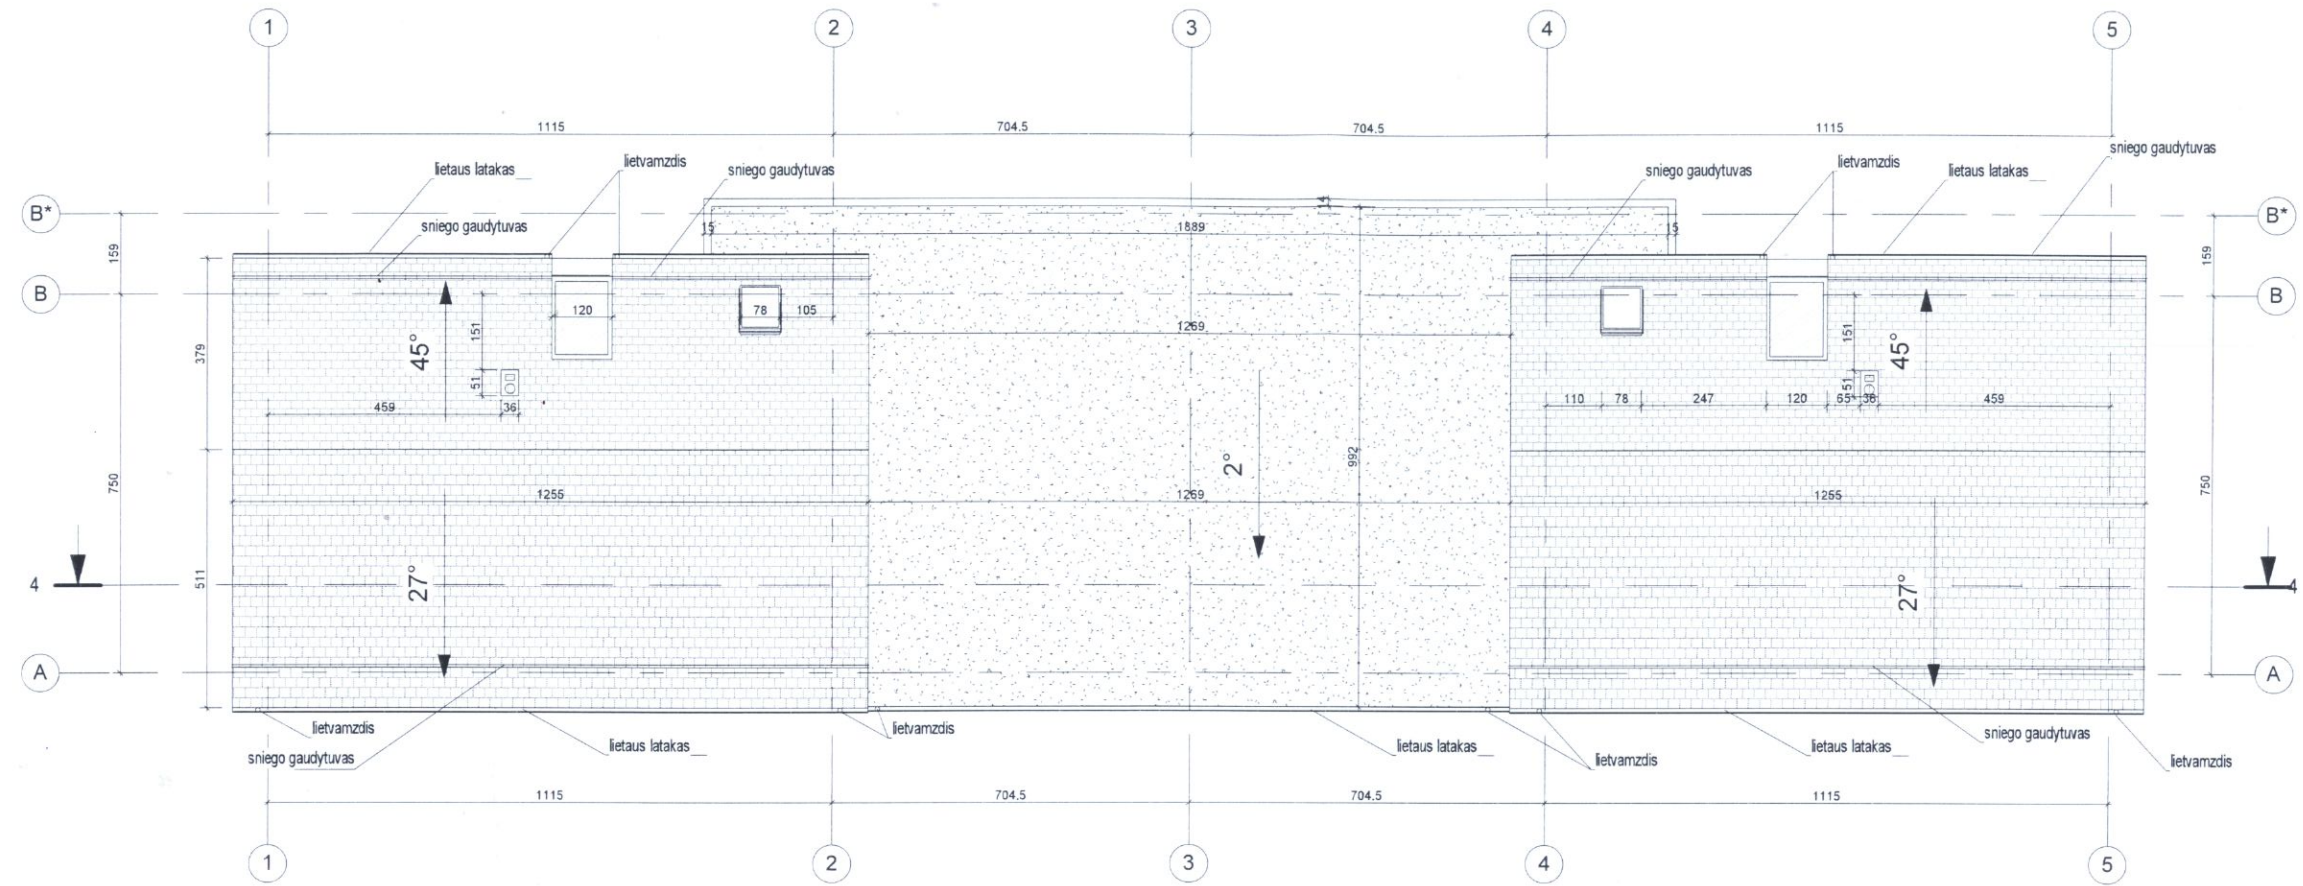 1 2 3 4 5
1115 704.5 704.5 1115
lietaus latakas
lietvamzdis
sniego gaudytuvas
sniego gaudytuvas
lietvamzdis
lietaus latakas
sniego gaudytuvas
B* B*
sniego gaudytuvas
14
15 1889 15
159 159
B B
120 78 105
151 151
1269
45° 45°
379
51 51
459 36
110 78 247 120 65 36 459
2°
992
750 750
1255 1269 1255
511
27° 27°
4 4
A A
lietvamzdis
lietvamzdis
sniego gaudytuvas
lietaus latakas
sniego gaudytuvas
lietaus latakas
lietaus latakas
lietvamzdis
lietvamzdis
1115 704.5 704.5 1115
1 2 3 4 5